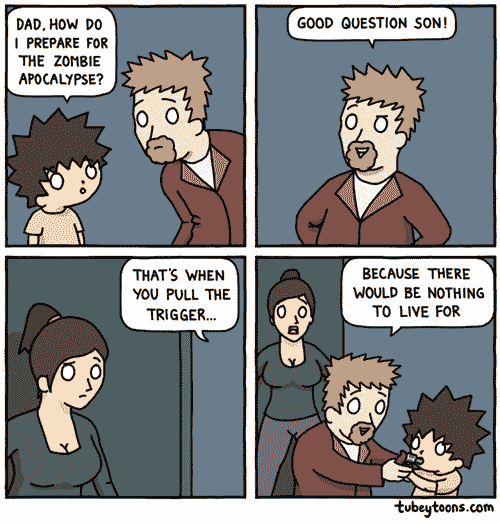 DAD, HOW DO
I PREPARE FOR
THE ZOMBIE
APOCALYPSE?
GOOD QUESTION SON!
THAT'S WHEN
YOU PULL THE
TRIGGER...
BECAUSE THERE
WOULD BE NOTHING
TO LIVE FOR
tubeytoons.com